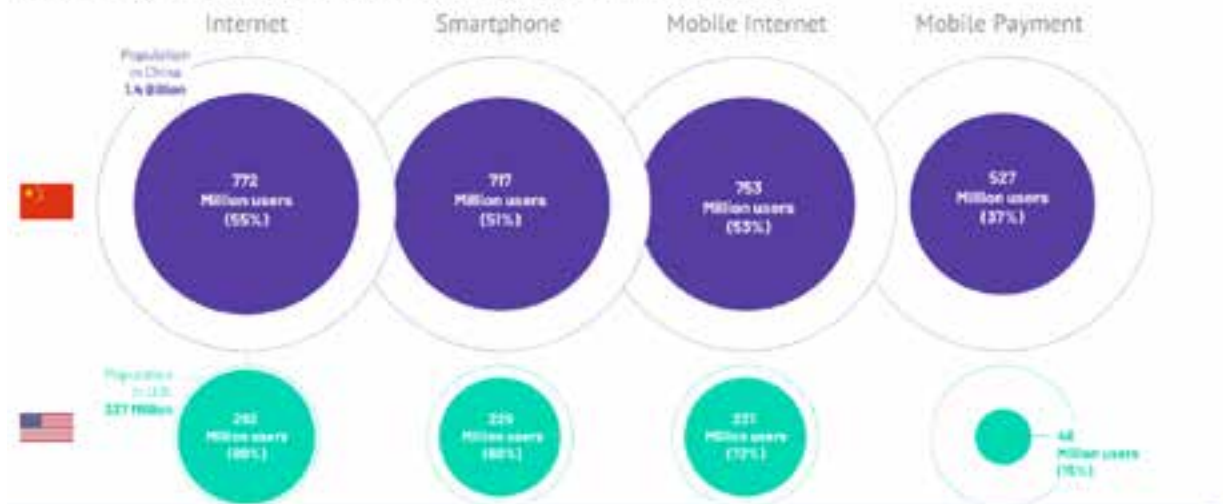 Internet
Smartphone
Mobile Internet
Mobile Payment
Population
in China
1.4 Billion
772
Million users
(55%)
717
Million users
(51%)
753
Million users
(53%)
527
Million users
(37%)
Population
in
Million
Million users
Million users
Million users
Million users
(15%)